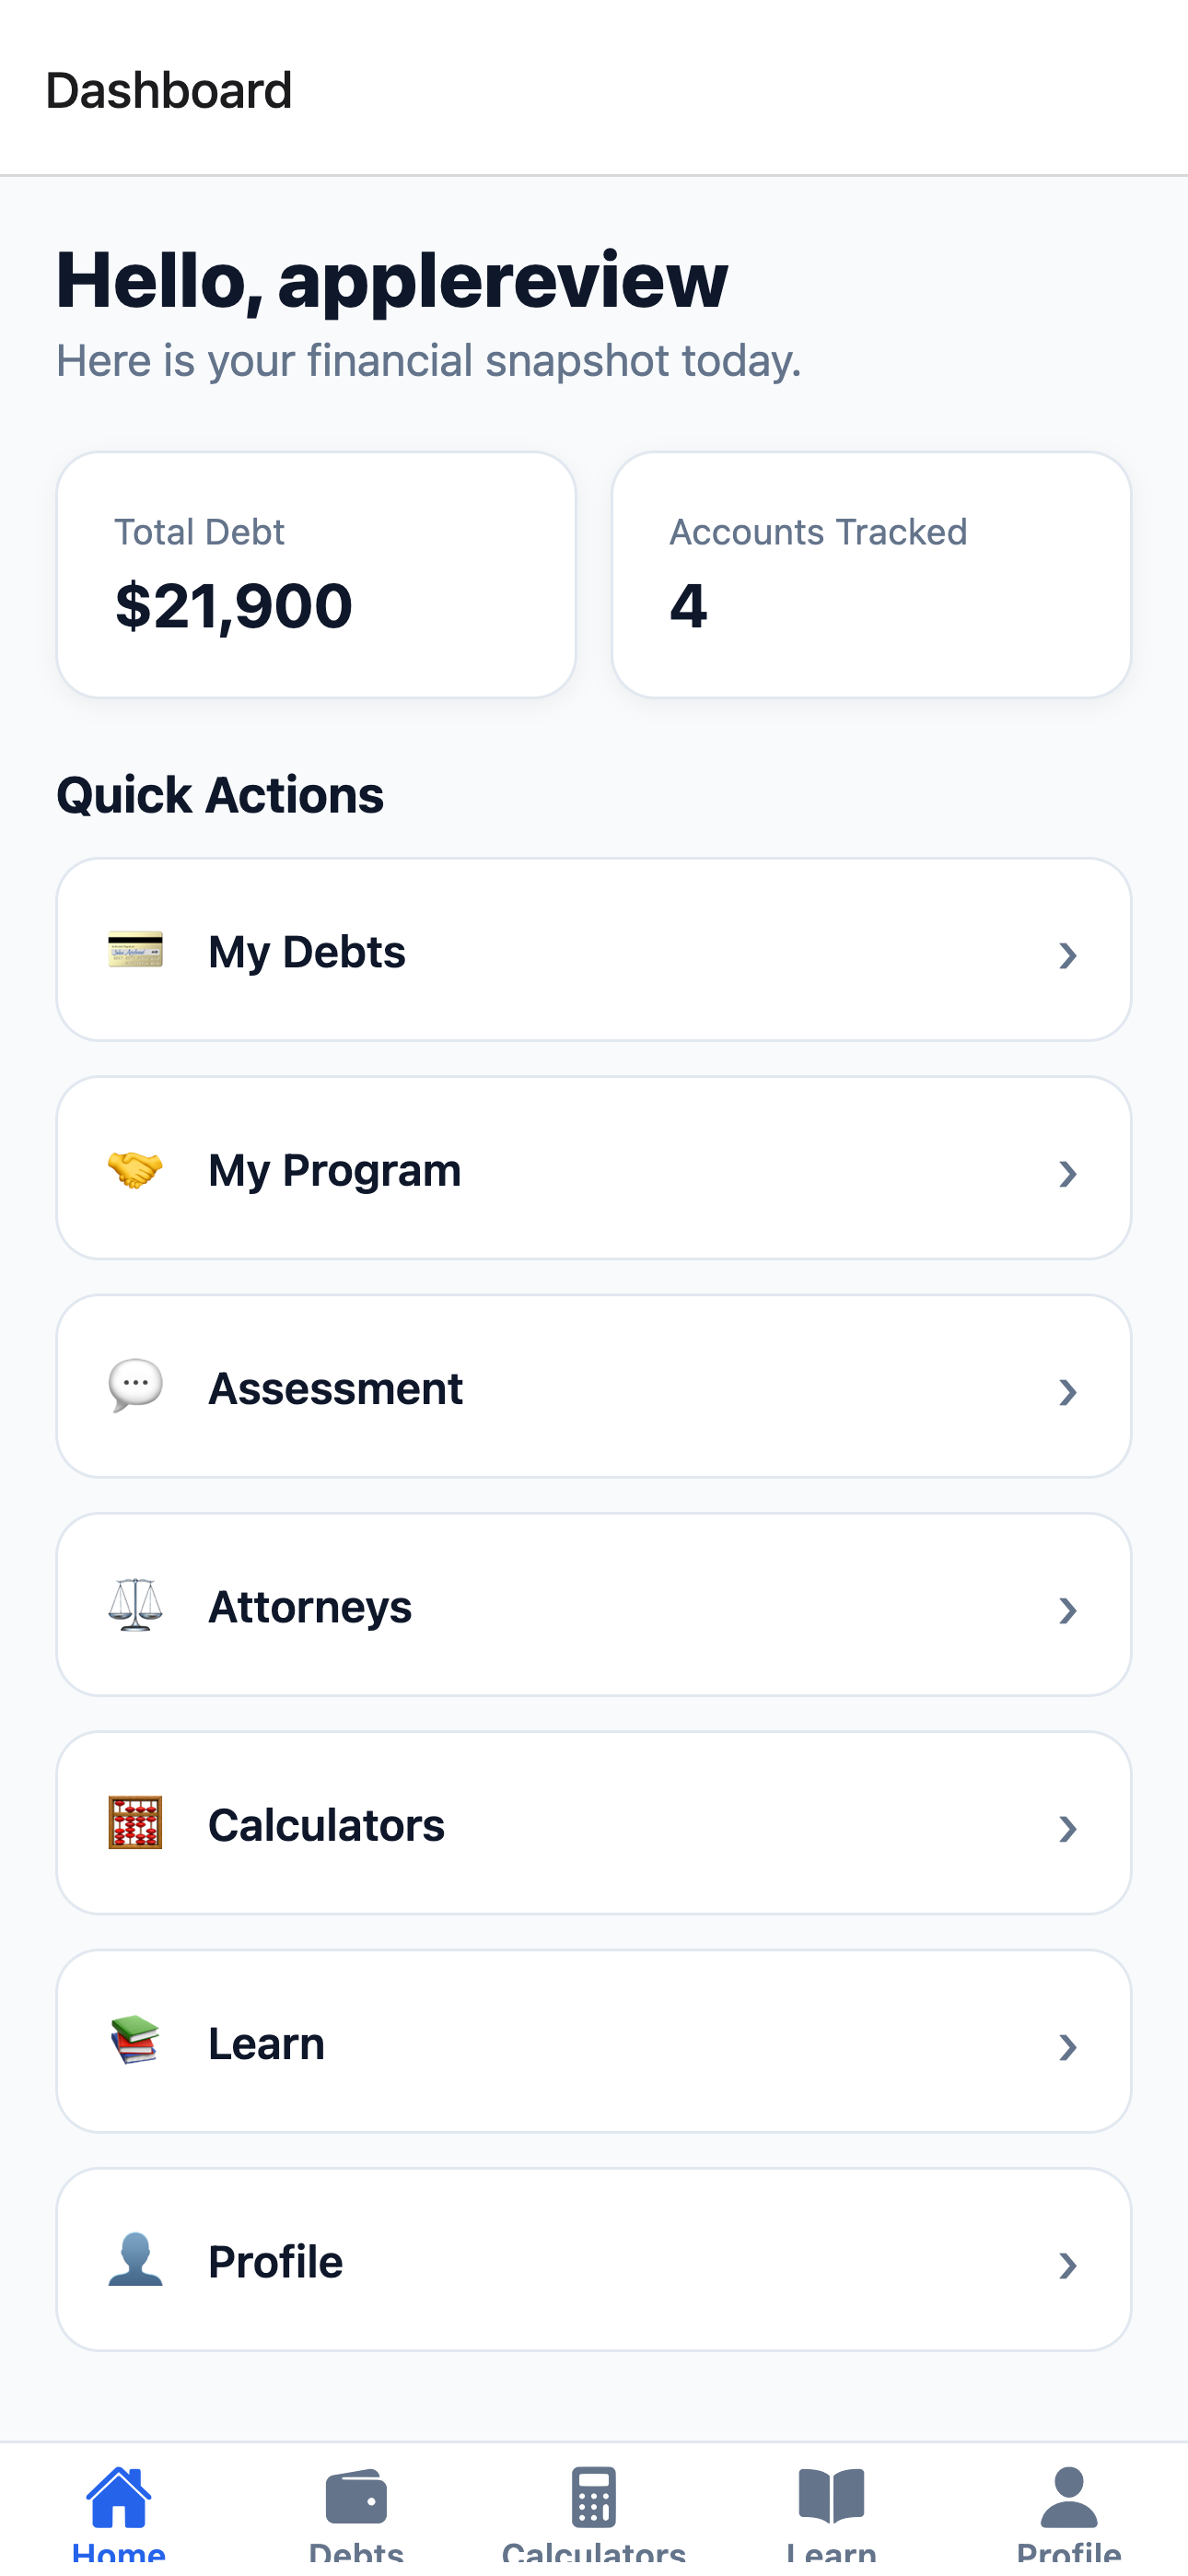 Dashboard
Hello, applereview
Here is your financial snapshot today.
Total Debt
$21,900
Accounts Tracked
4
Quick Actions
My Debts
My Program
Assessment
Attorneys
Calculators
Learn
Profile
Home
Debts
Calculators
Learn
Profile